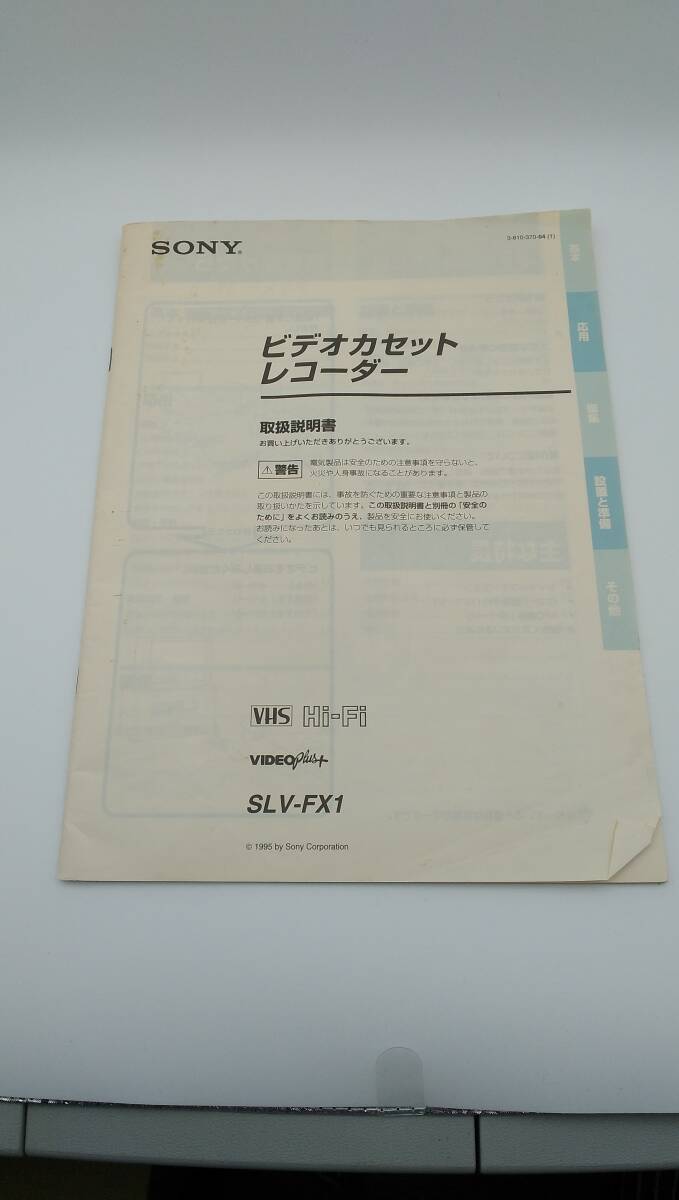 SONY®
3-810-370-04 (1)
ビデオカセット
レコーダー
取扱説明書
お買い上げいただきありがとうございます。
警告
電気製品は安全のための注意事項を守らないと、
火災や人身事故になることがあります。
この取扱説明書には、事故を防ぐための重要な注意事項と製品の
取り扱いかたを示しています。この取扱説明書と別冊の「安全の
ために」をよくお読みのうえ、製品を安全にお使いください。
お読みになったあとは、いつでも見られるところに必ず保管して
ください。
基本
応用
編集
設置と準備
その他
主な特長
VHS Hi-Fi
VIDEO Plus+
SLV-FX1
© 1995 by Sony Corporation